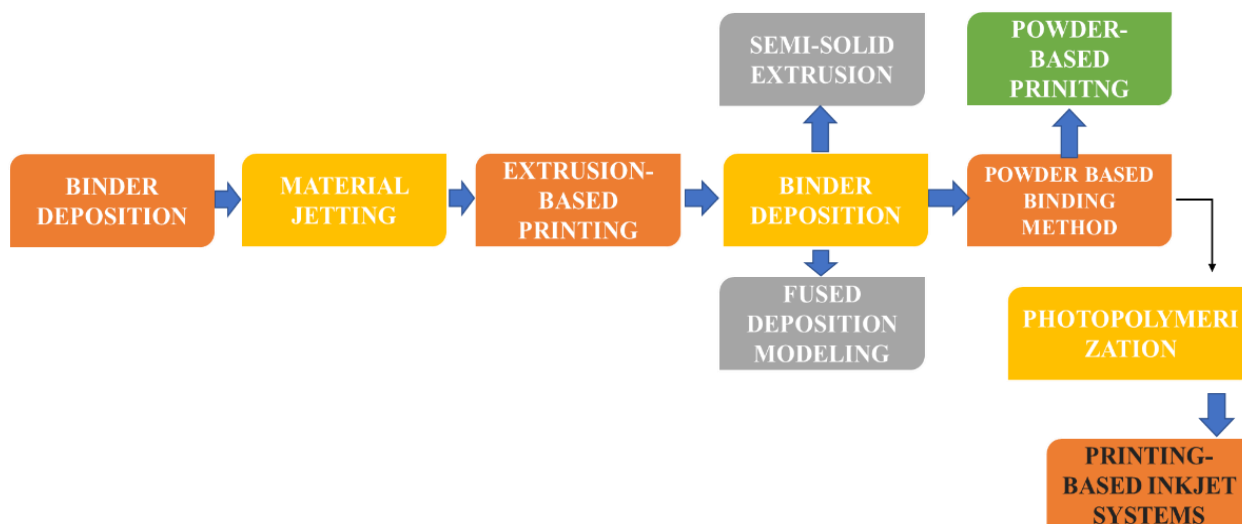 SEMI-SOLID
EXTRUSION
POWDER-
BASED
PRINITNG
BINDER
DEPOSITION
MATERIAL
JETTING
EXTRUSION-
BASED
PRINTING
BINDER
DEPOSITION
POWDER BASED
BINDING
METHOD
FUSED
DEPOSITION
MODELING
PHOTOPOLYMERI
ZATION
PRINTING-
BASED INKJET
SYSTEMS